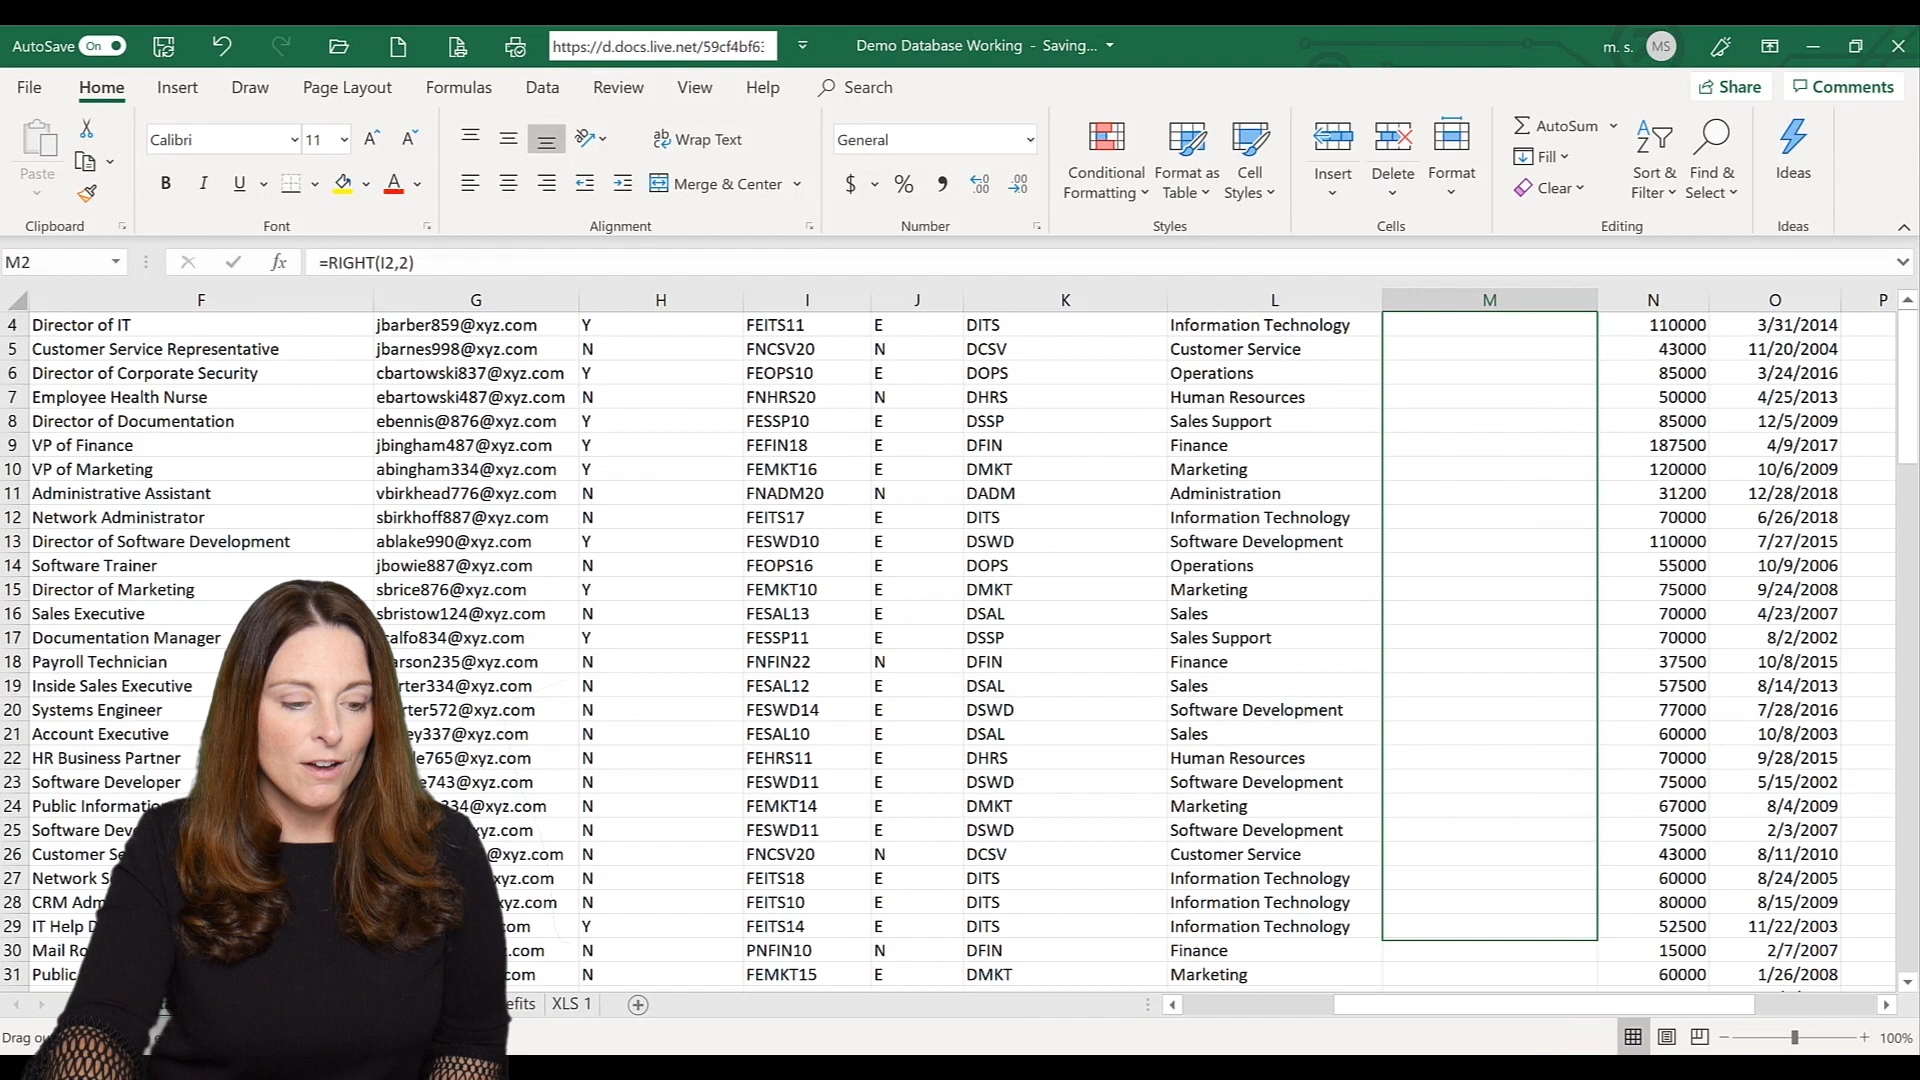 AutoSave On https://d.docs.live.net/59cf4bf6 Demo Database Working - Saving... m. s. MS
File Home Insert Draw Page Layout Formulas Data Review View Help Search Share Comments
Paste Calibri 11 Wrap Text General Conditional Formatting Format as Table Cell Styles Insert Delete Format AutoSum Fill Clear Sort & Filter Find & Select Ideas
B I U A Merge & Center $ %
Clipboard Font Alignment Number Styles Cells Editing Ideas
M2 fx =RIGHT(I2,2)
F G H I J K L M N O P
4 Director of IT jbarber859@xyz.com Y FEITS11 E DITS Information Technology 110000 3/31/2014
5 Customer Service Representative jbarnes998@xyz.com N FNCSV20 N DCSV Customer Service 43000 11/20/2004
6 Director of Corporate Security cbartowski837@xyz.com Y FEOPS10 E DOPS Operations 85000 3/24/2016
7 Employee Health Nurse ebartowski487@xyz.com N FNHRS20 N DHRS Human Resources 50000 4/25/2013
8 Director of Documentation ebennis@876@xyz.com Y FESSP10 E DSSP Sales Support 85000 12/5/2009
9 VP of Finance jbingham487@xyz.com Y FEFIN18 E DFIN Finance 187500 4/9/2017
10 VP of Marketing abingham334@xyz.com Y FEMKT16 E DMKT Marketing 120000 10/6/2009
11 Administrative Assistant vbirkhead776@xyz.com N FNADM20 N DADM Administration 31200 12/28/2018
12 Network Administrator sbirkhoff887@xyz.com N FEITS17 E DITS Information Technology 70000 6/26/2018
13 Director of Software Development ablake990@xyz.com Y FESWD10 E DSWD Software Development 110000 7/27/2015
14 Software Trainer jbowie887@xyz.com N FEOPS16 E DOPS Operations 55000 10/9/2006
15 Director of Marketing sbrice876@xyz.com Y FEMKT10 E DMKT Marketing 75000 9/24/2008
16 Sales Executive sbristow124@xyz.com N FESAL13 E DSAL Sales 70000 4/23/2007
17 Documentation Manager alfo834@xyz.com Y FESSP11 E DSSP Sales Support 70000 8/2/2002
18 Payroll Technician arson235@xyz.com N FNFIN22 N DFIN Finance 37500 10/8/2015
19 Inside Sales Executive rter334@xyz.com N FESAL12 E DSAL Sales 57500 8/14/2013
20 Systems Engineer rter572@xyz.com N FESWD14 E DSWD Software Development 77000 7/28/2016
21 Account Executive ey337@xyz.com N FESAL10 E DSAL Sales 60000 10/8/2003
22 HR Business Partner le765@xyz.com N FEHRS11 E DHRS Human Resources 70000 9/28/2015
23 Software Developer e743@xyz.com N FESWD11 E DSWD Software Development 75000 5/15/2002
24 Public Information 334@xyz.com N FEMKT14 E DMKT Marketing 67000 8/4/2009
25 Software Dev xyz.com N FESWD11 E DSWD Software Development 75000 2/3/2007
26 Customer Se @xyz.com N FNCSV20 N DCSV Customer Service 43000 8/11/2010
27 Network S xyz.com N FEITS18 E DITS Information Technology 60000 8/24/2005
28 CRM Adm xyz.com N FEITS10 E DITS Information Technology 80000 8/15/2009
29 IT Help D om Y FEITS14 E DITS Information Technology 52500 11/22/2003
30 Mail Ro .com N PNFIN10 N DFIN Finance 15000 2/7/2007
31 Public com N FEMKT15 E DMKT Marketing 60000 1/26/2008
efits XLS 1
Drag ou 100%